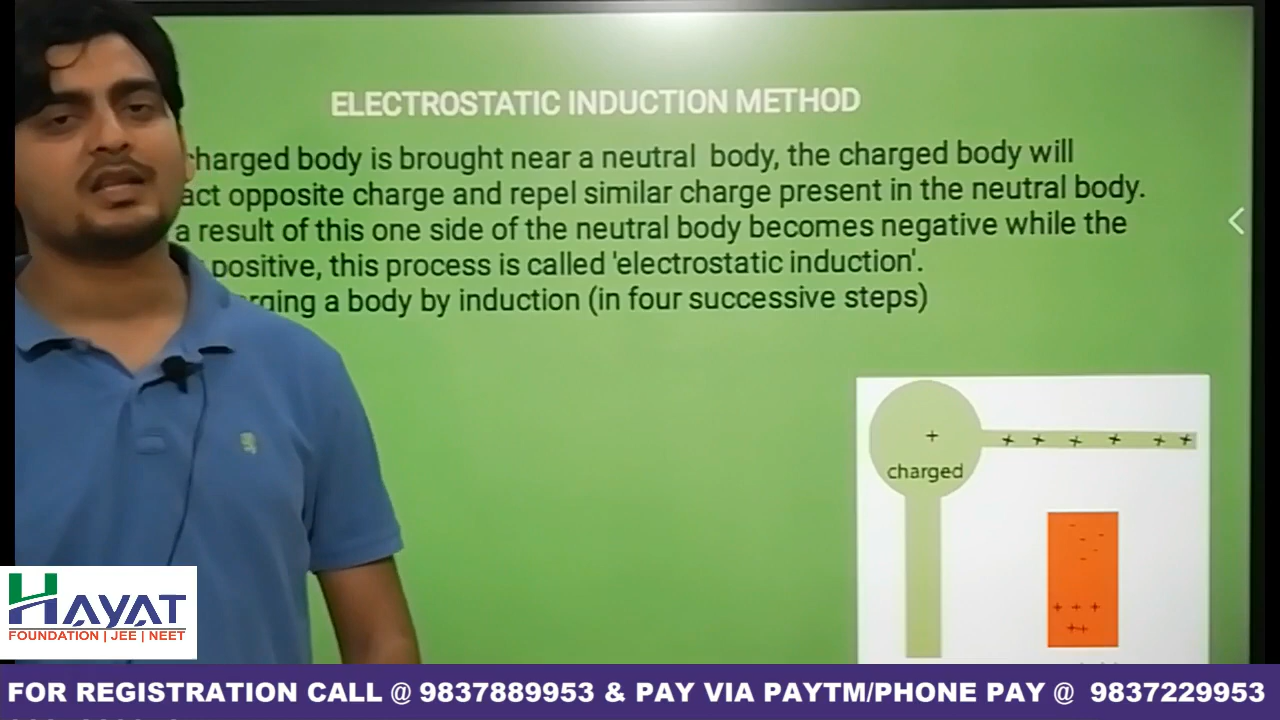 ELECTROSTATIC INDUCTION METHOD
charged body is brought near a neutral body, the charged body will
act opposite charge and repel similar charge present in the neutral body.
a result of this one side of the neutral body becomes negative while the
positive, this process is called 'electrostatic induction'.
rging a body by induction (in four successive steps)
+
+ + + + + +
charged
- - - - -
+ + +
++
HAYAT
FOUNDATION | JEE | NEET
FOR REGISTRATION CALL @ 9837889953 & PAY VIA PAYTM/PHONE PAY @ 9837229953